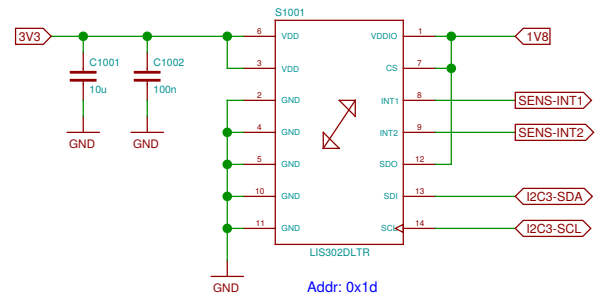 S1001
3V3
6 VDD VDDIO 1
1V8
C1001
10u
C1002
100n
3 VDD CS 7
2 GND INT1 8
SENS-INT1
4 GND INT2 9
SENS-INT2
GND
GND
5 GND SDO 12
10 GND SDI 13
I2C3-SDA
11 GND SCL 14
I2C3-SCL
LIS302DLTR
GND
Addr: 0x1d